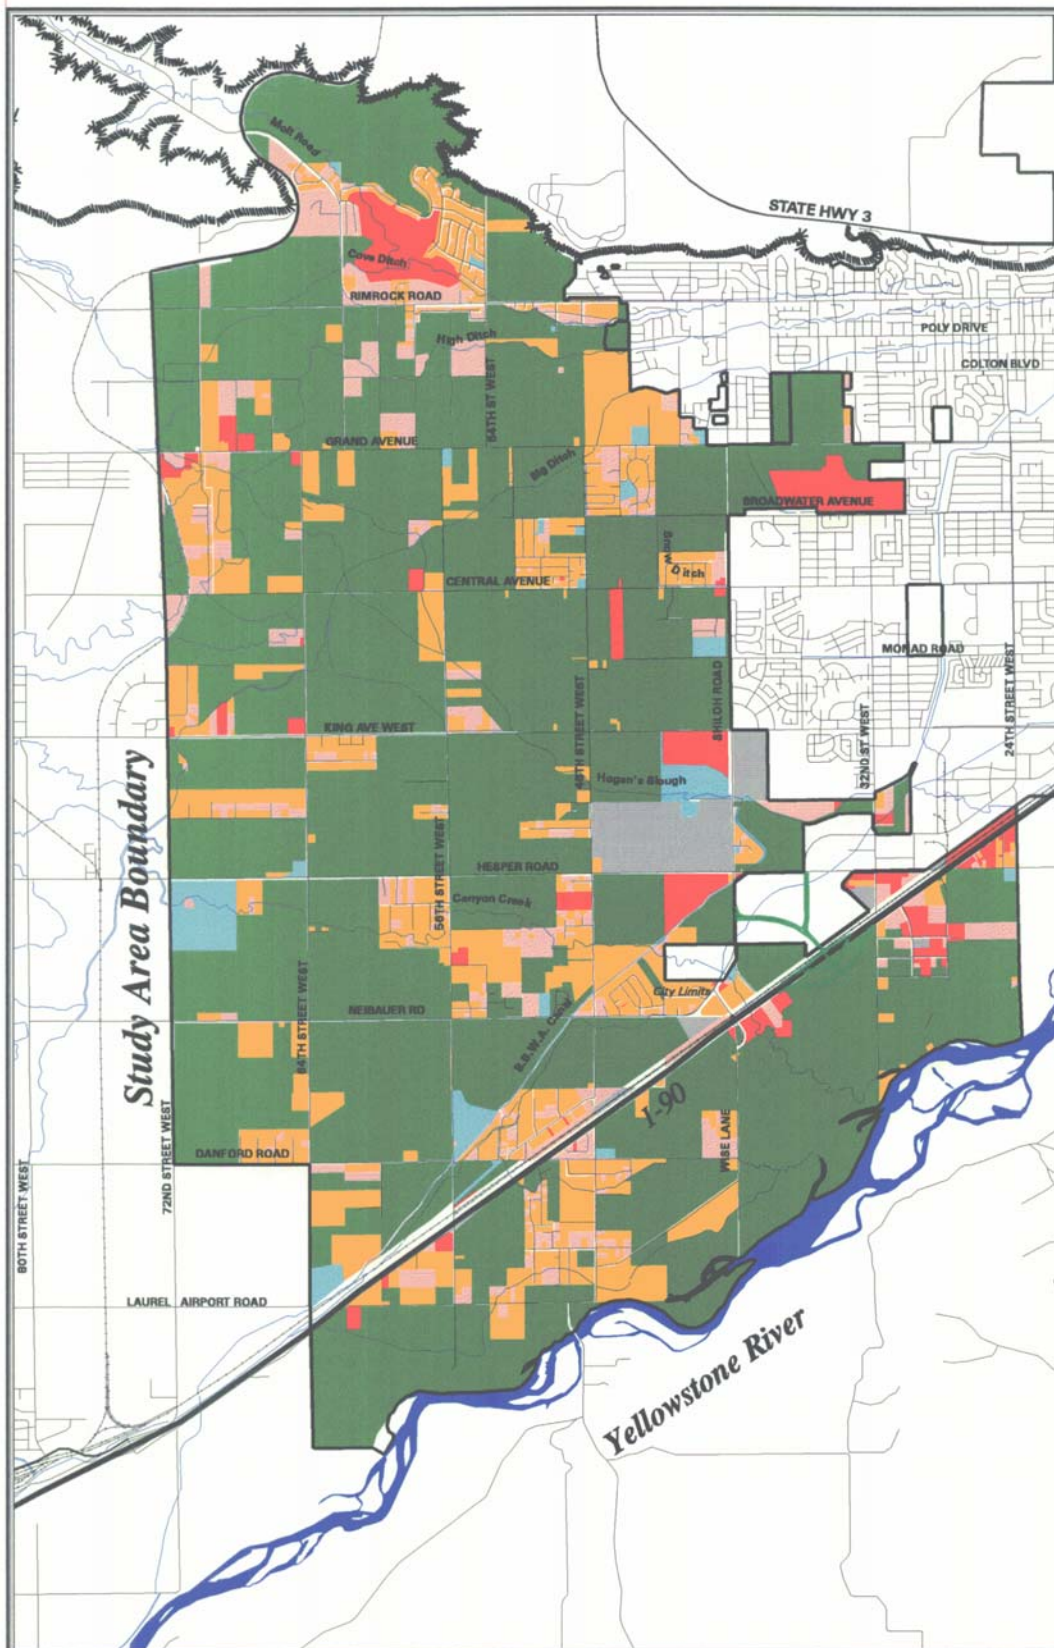 Molt Road
STATE HWY 3
Cove Ditch
RIMROCK ROAD
High Ditch
POLY DRIVE
COLTON BLVD
54TH ST WEST
GRAND AVENUE
Big Ditch
BROADWATER AVENUE
Snow
Ditch
CENTRAL AVENUE
MONAD ROAD
24TH STREET WEST
SHILOH ROAD
48TH STREET WEST
32ND ST WEST
KING AVE WEST
Hogan's Slough
Study Area Boundary
HESPER ROAD
56TH STREET WEST
Canyon Creek
64TH STREET WEST
City Limits
NEIBAUER RD
B.B.W.A. Canal
I-90
WISE LANE
72ND STREET WEST
DANFORD ROAD
80TH STREET WEST
LAUREL AIRPORT ROAD
Yellowstone River